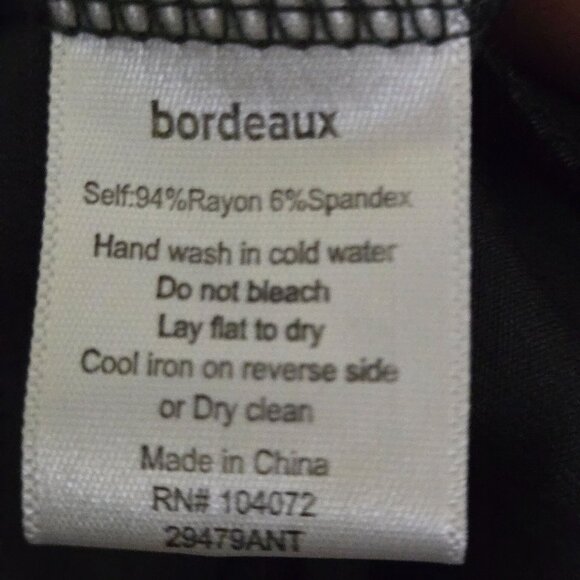 bordeaux
Self:94%Rayon 6%Spandex
Hand wash in cold water
Do not bleach
Lay flat to dry
Cool iron on reverse side
or Dry clean
Made in China
RN# 104072
29479ANT